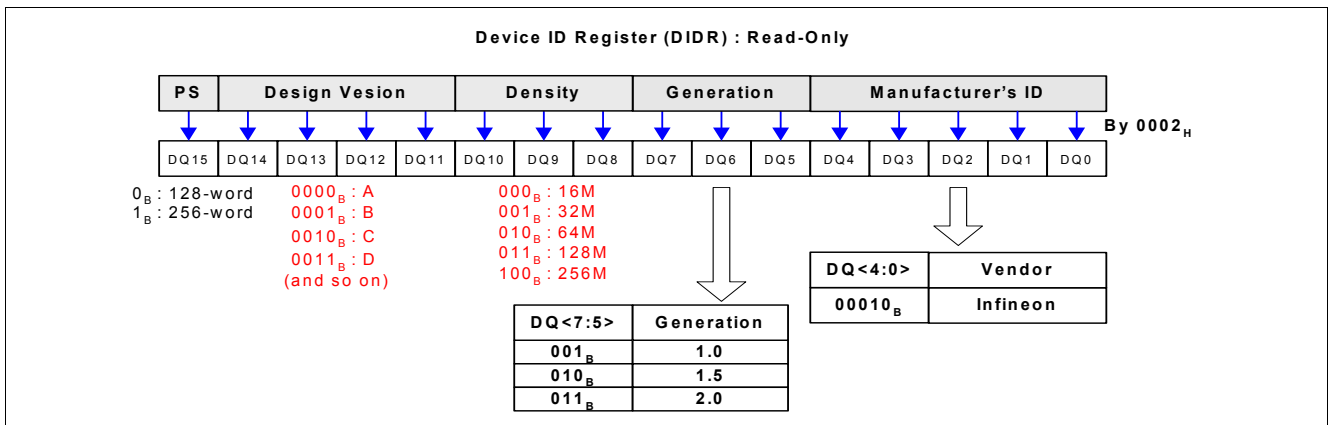 Device ID Register (DIDR) : Read-Only
PS Design Vesion Density Generation Manufacturer's ID
By 0002H
DQ15 DQ14 DQ13 DQ12 DQ11 DQ10 DQ9 DQ8 DQ7 DQ6 DQ5 DQ4 DQ3 DQ2 DQ1 DQ0
0B : 128-word
1B : 256-word
0000B : A
0001B : B
0010B : C
0011B : D
(and so on)
000B : 16M
001B : 32M
010B : 64M
011B : 128M
100B : 256M
DQ<7:5> Generation
001B 1.0
010B 1.5
011B 2.0
DQ<4:0> Vendor
00010B Infineon